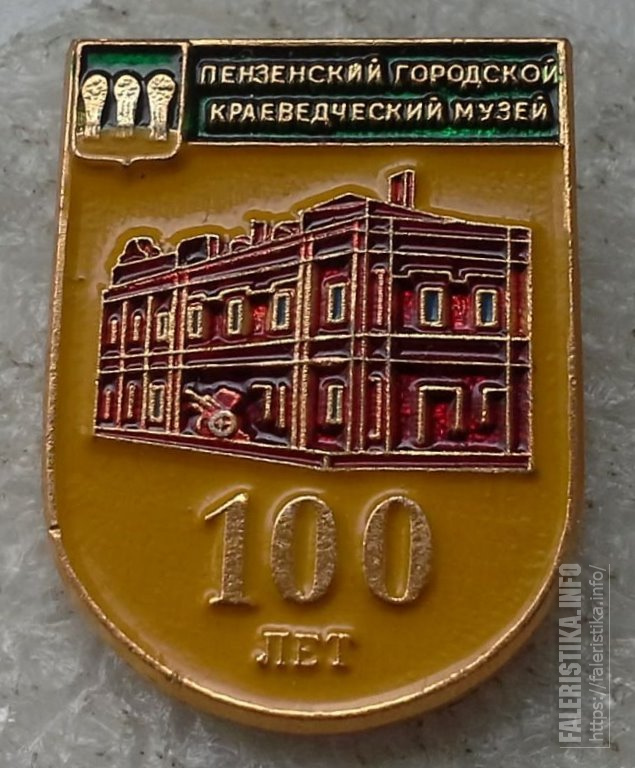 ПЕНЗЕНСКИЙ ГОРОДСКОЙ
КРАЕВЕДЧЕСКИЙ МУЗЕЙ
100
ЛЕТ
FALERISTIKA.INFO
https://faleristika.info/